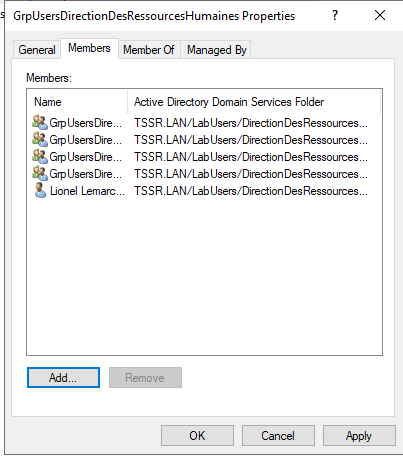 GrpUsersDirectionDesRessourcesHumaines Properties ?
General Members Member Of Managed By
Members:
Name Active Directory Domain Services Folder
GrpUsersDire... TSSR.LAN/LabUsers/DirectionDesRessources...
GrpUsersDire... TSSR.LAN/LabUsers/DirectionDesRessources...
GrpUsersDire... TSSR.LAN/LabUsers/DirectionDesRessources...
GrpUsersDire... TSSR.LAN/LabUsers/DirectionDesRessources...
Lionel Lemarc... TSSR.LAN/LabUsers/DirectionDesRessources...
Add... Remove
OK Cancel Apply